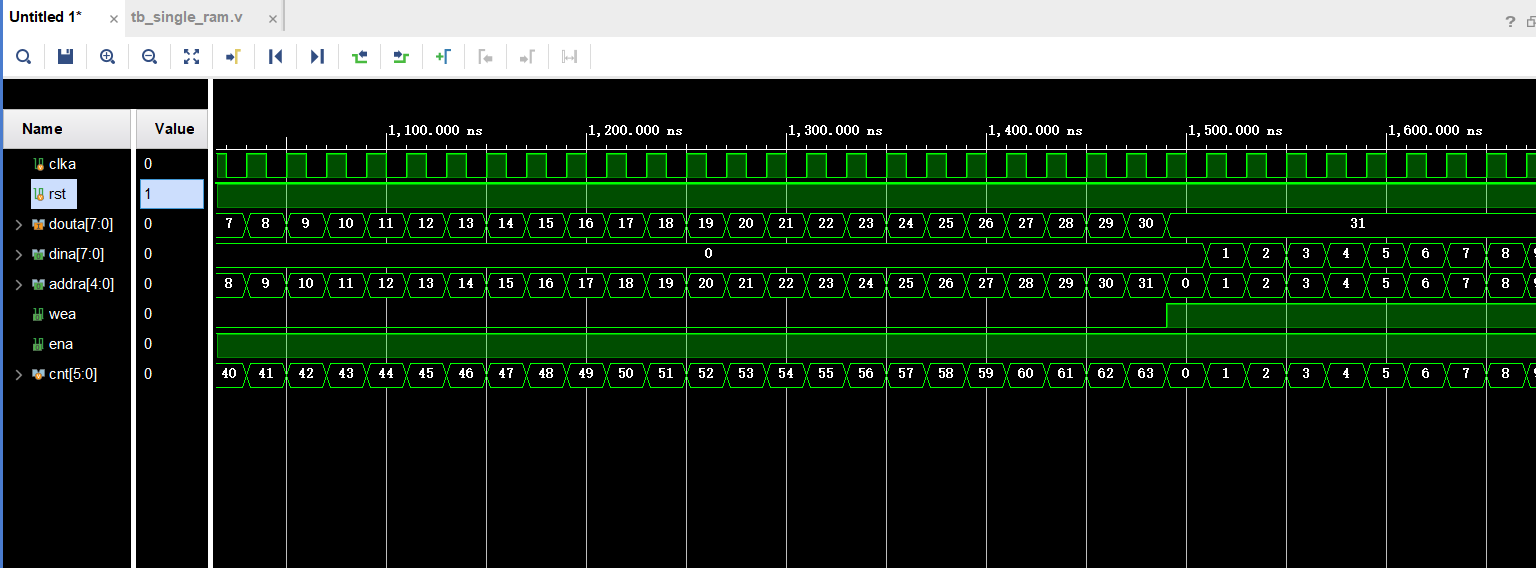 Untitled 1* × tb_single_ram.v ×
?
1,100.000 ns 1,200.000 ns 1,300.000 ns 1,400.000 ns 1,500.000 ns 1,600.000 ns
Name Value
clka 0
rst 1
douta[7:0] 0 7 8 9 10 11 12 13 14 15 16 17 18 19 20 21 22 23 24 25 26 27 28 29 30 31
dina[7:0] 0 0 1 2 3 4 5 6 7 8
addra[4:0] 0 8 9 10 11 12 13 14 15 16 17 18 19 20 21 22 23 24 25 26 27 28 29 30 31 0 1 2 3 4 5 6 7 8
wea 0
ena 0
cnt[5:0] 0 40 41 42 43 44 45 46 47 48 49 50 51 52 53 54 55 56 57 58 59 60 61 62 63 0 1 2 3 4 5 6 7 8